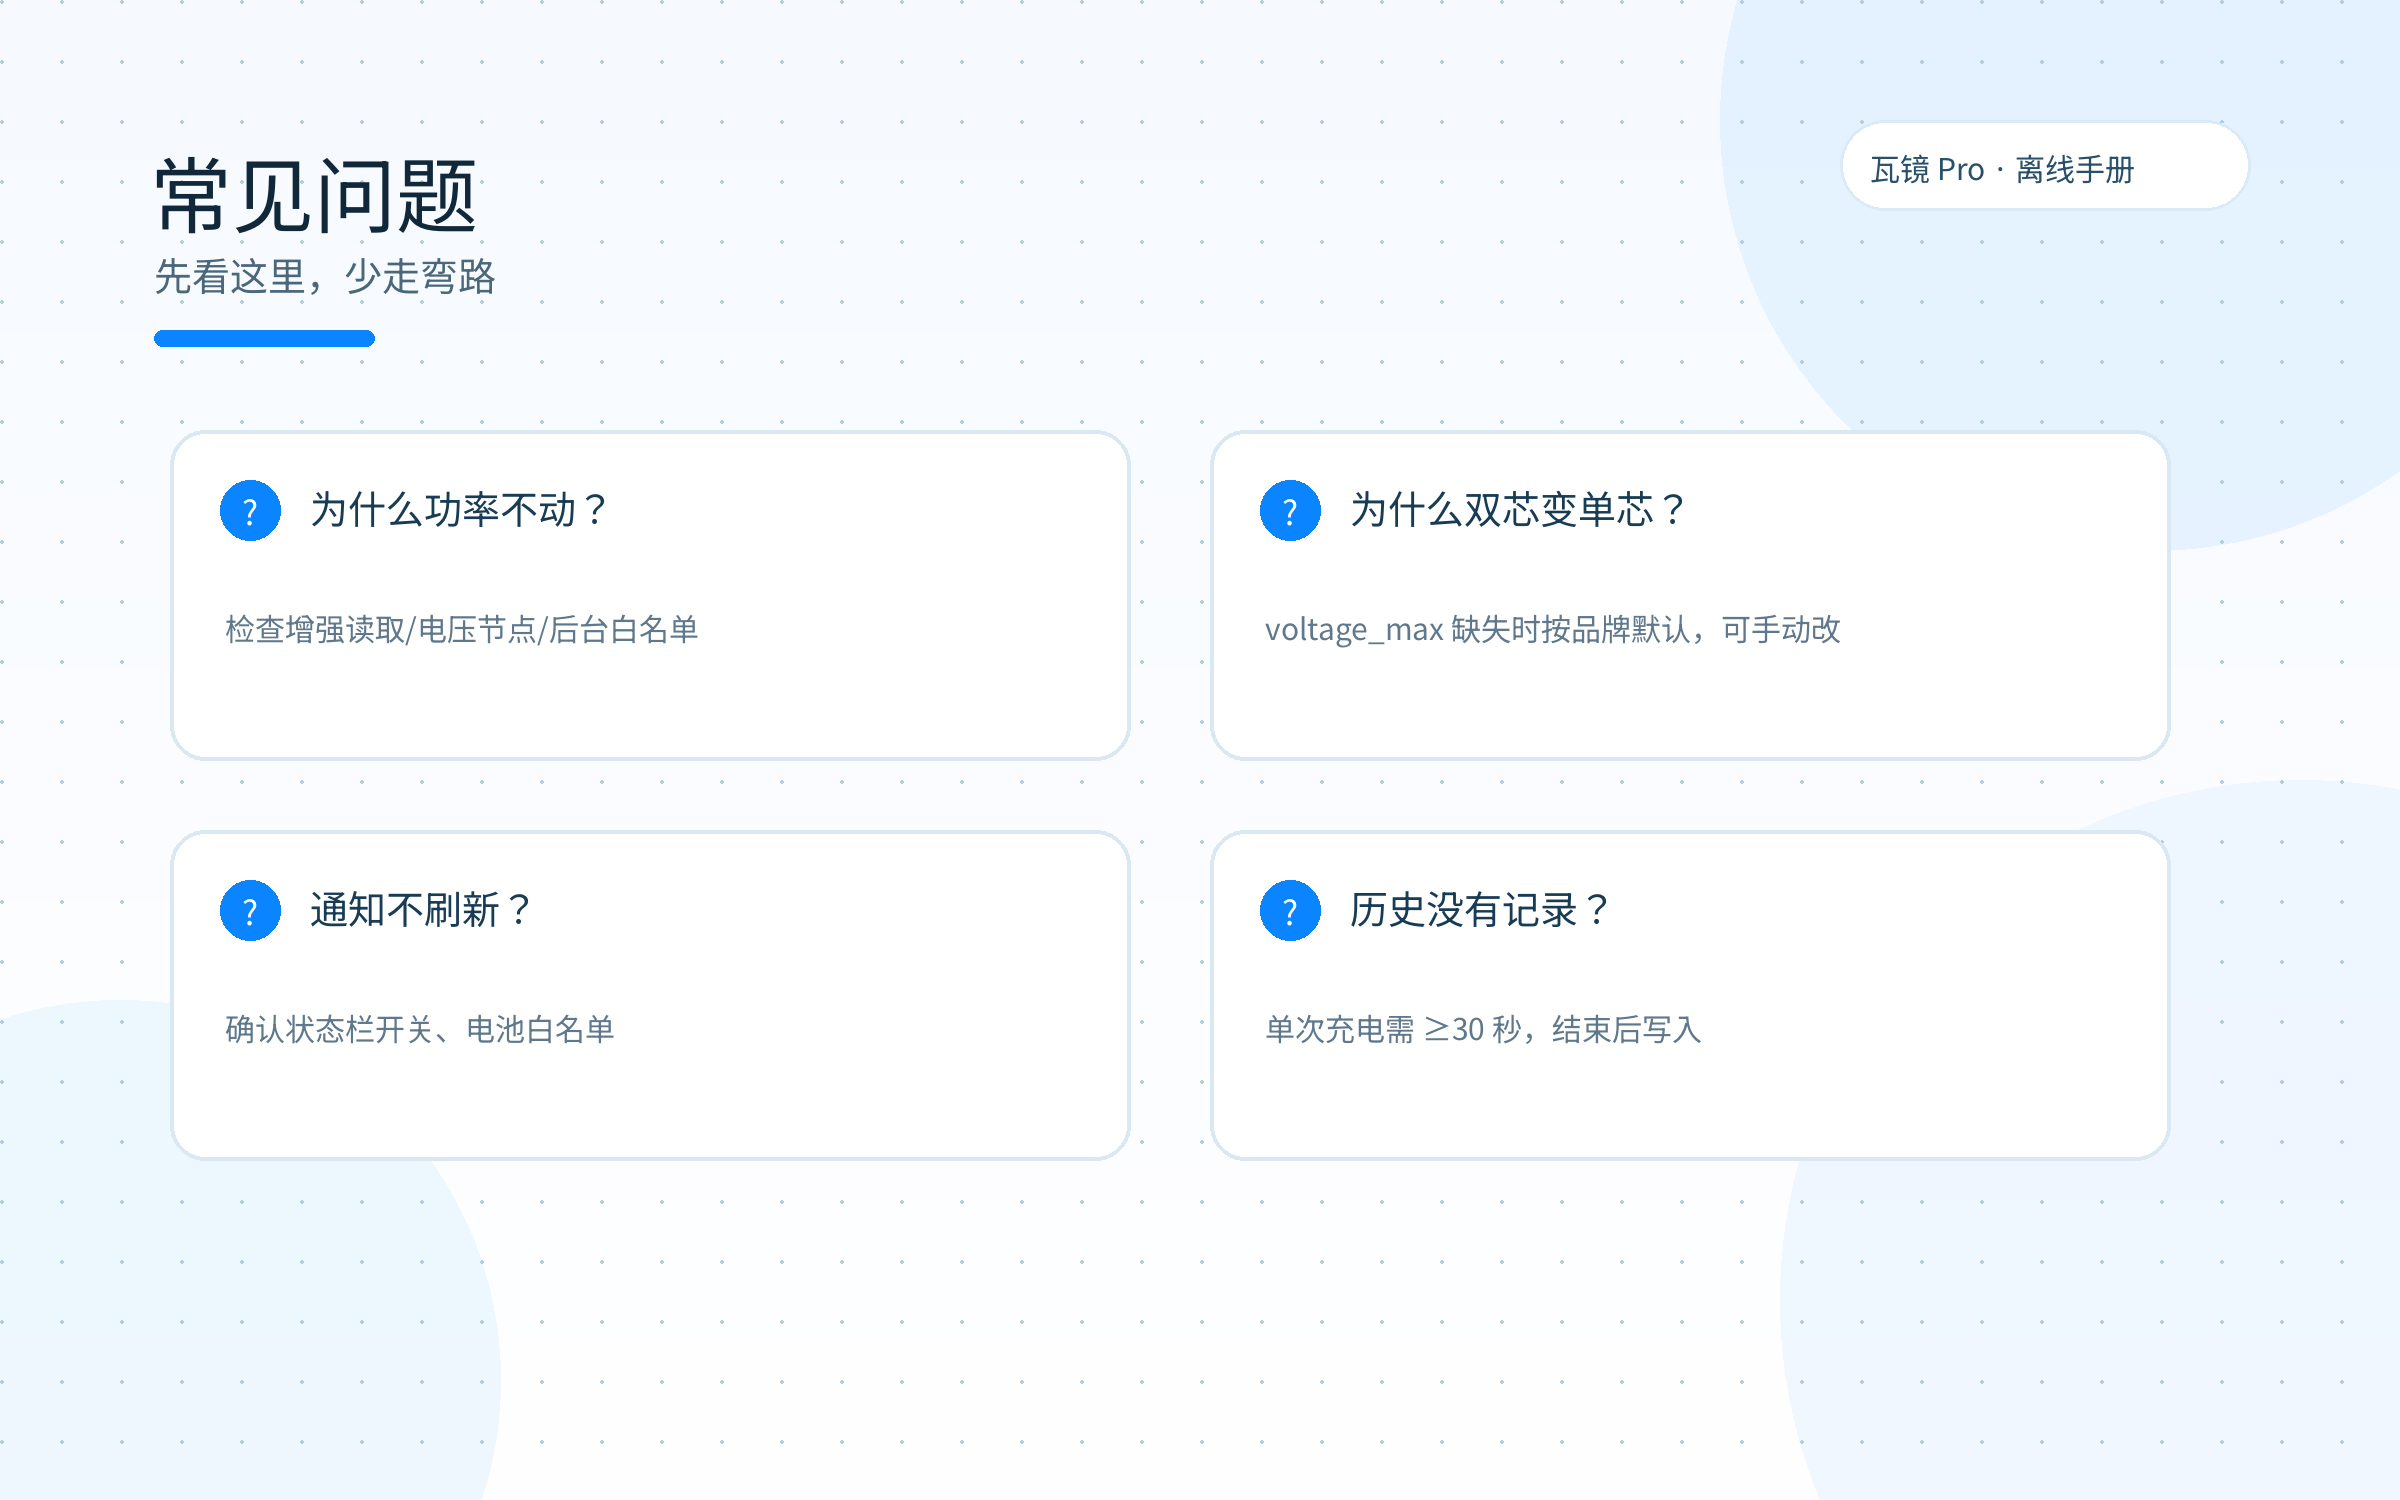 常见问题
先看这里，少走弯路
瓦镜 Pro · 离线手册
? 为什么功率不动？
检查增强读取/电压节点/后台白名单
? 为什么双芯变单芯？
voltage_max 缺失时按品牌默认，可手动改
? 通知不刷新？
确认状态栏开关、电池白名单
? 历史没有记录？
单次充电需 ≥30 秒，结束后写入